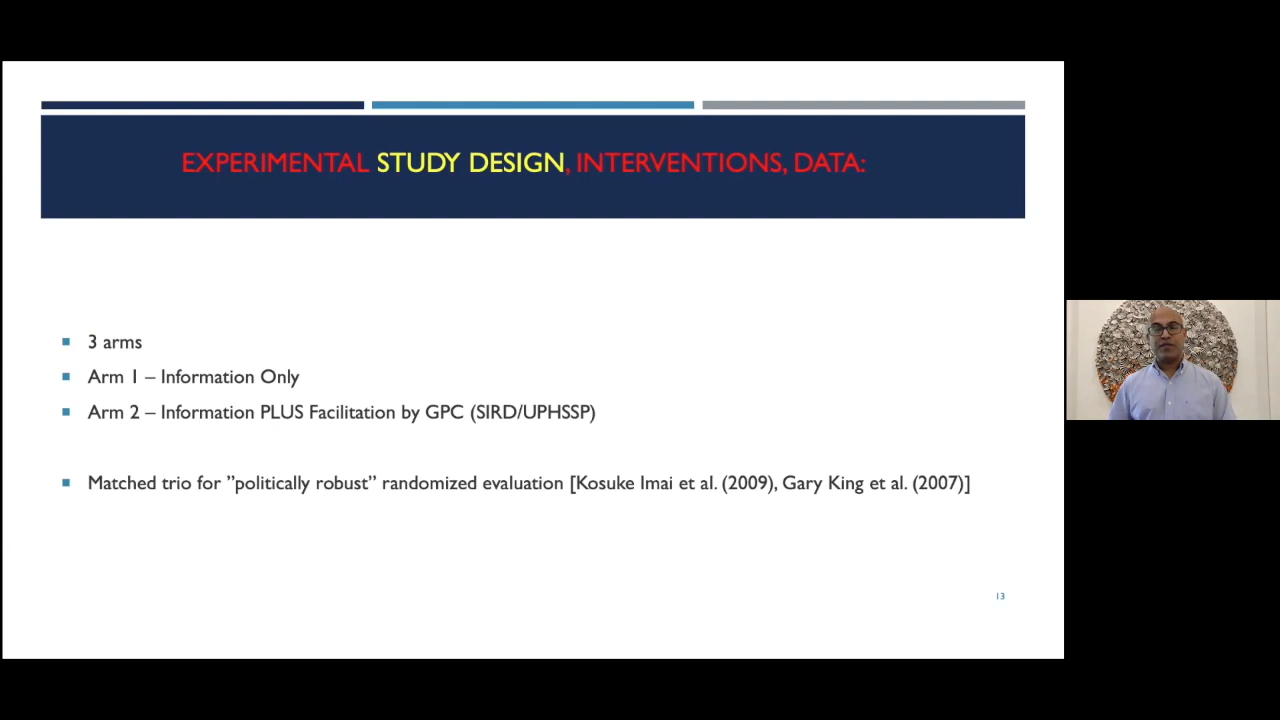 EXPERIMENTAL STUDY DESIGN, INTERVENTIONS, DATA:
3 arms
Arm 1 – Information Only
Arm 2 – Information PLUS Facilitation by GPC (SIRD/UPHSSP)
Matched trio for ”politically robust” randomized evaluation [Kosuke Imai et al. (2009), Gary King et al. (2007)]
13